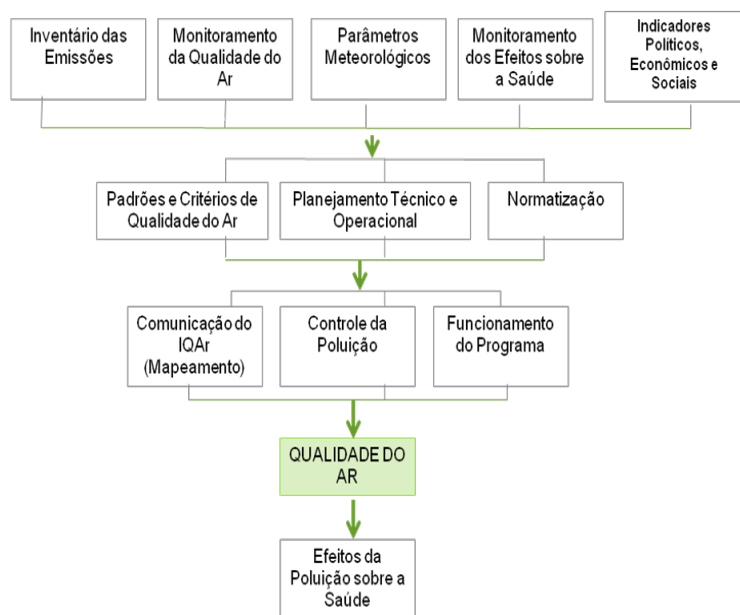 Inventário das
Emissões
Monitoramento
da Qualidade do
Ar
Parâmetros
Meteorológicos
Monitoramento
dos Efeitos sobre
a Saúde
Indicadores
Políticos,
Econômicos e
Sociais
Padrões e Critérios de
Qualidade do Ar
Planejamento Técnico e
Operacional
Normatização
Comunicação do
IQAr
(Mapeamento)
Controle da
Poluição
Funcionamento
do Programa
QUALIDADE DO
AR
Efeitos da
Poluição sobre a
Saúde